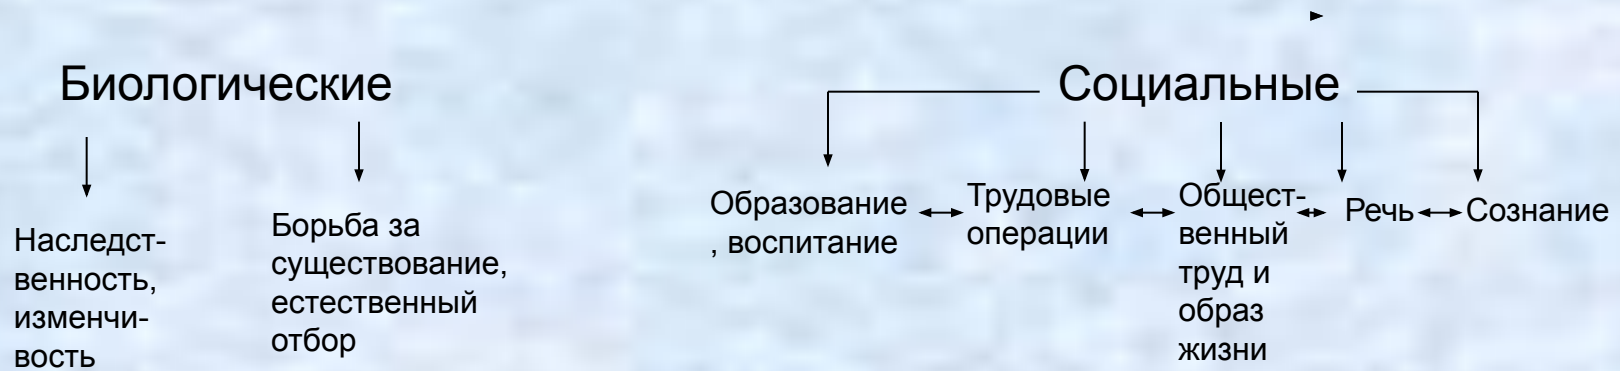 Биологические
Социальные
Наследст-
венность,
изменчи-
вость
Борьба за
существование,
естественный
отбор
Образование
, воспитание
Трудовые
операции
Общест-
венный
труд и
образ
жизни
Речь
Сознание